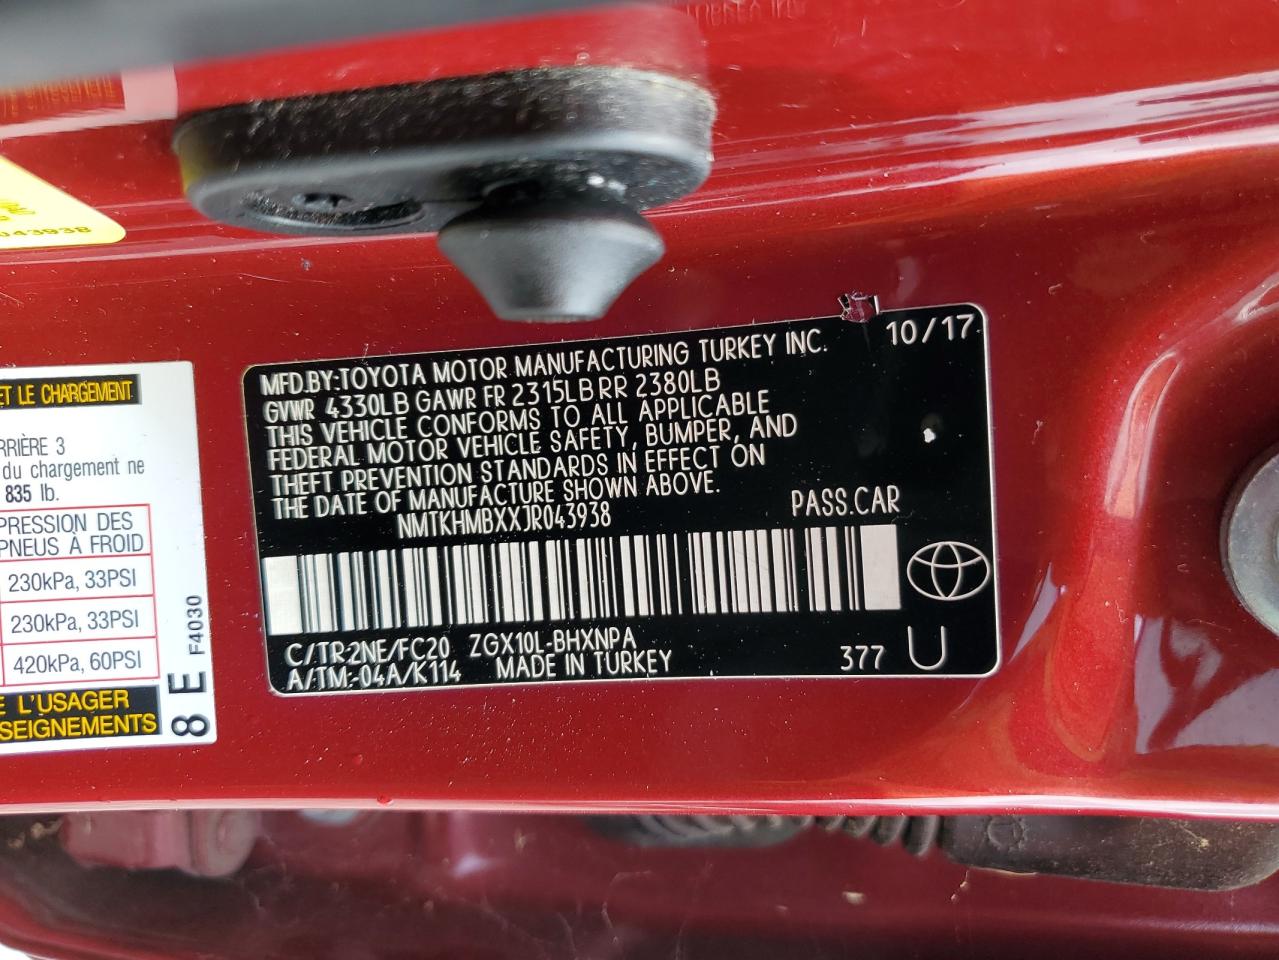 043938
MFD.BY:TOYOTA MOTOR MANUFACTURING TURKEY INC. 10/17
GVWR 4330LB GAWR FR 2315LB RR 2380LB
THIS VEHICLE CONFORMS TO ALL APPLICABLE
FEDERAL MOTOR VEHICLE SAFETY, BUMPER, AND
THEFT PREVENTION STANDARDS IN EFFECT ON
THE DATE OF MANUFACTURE SHOWN ABOVE.
NMTKHMBXXJR043938 PASS.CAR
C/TR:2NE/FC20 ZGX10L-BHXNPA
A/TM:-04A/K114 MADE IN TURKEY 377 U
ET LE CHARGEMENT
RRIÈRE 3
du chargement ne
835 lb.
PRESSION DES
PNEUS À FROID
230kPa, 33PSI
230kPa, 33PSI
420kPa, 60PSI
L'USAGER
SEIGNEMENTS
F4030
8E